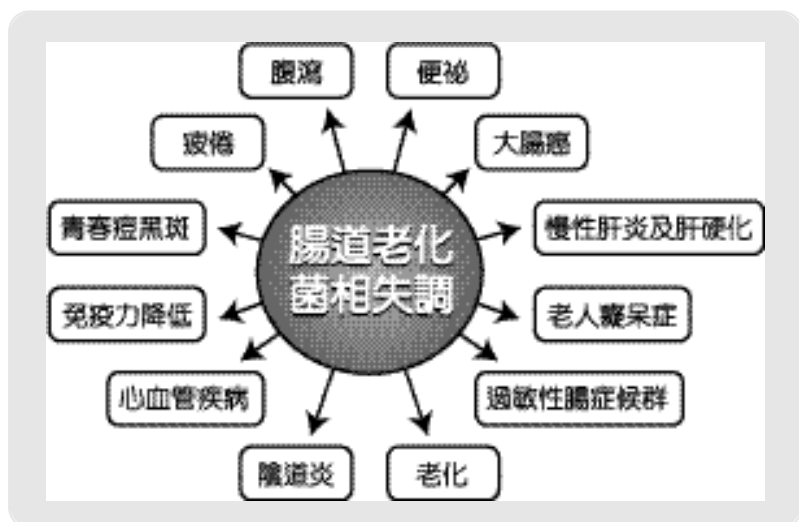 腹瀉
便祕
疲倦
大腸癌
青春痘黑斑
腸道老化
菌相失調
慢性肝炎及肝硬化
免疫力降低
老人癡呆症
心血管疾病
過敏性腸症候群
陰道炎
老化